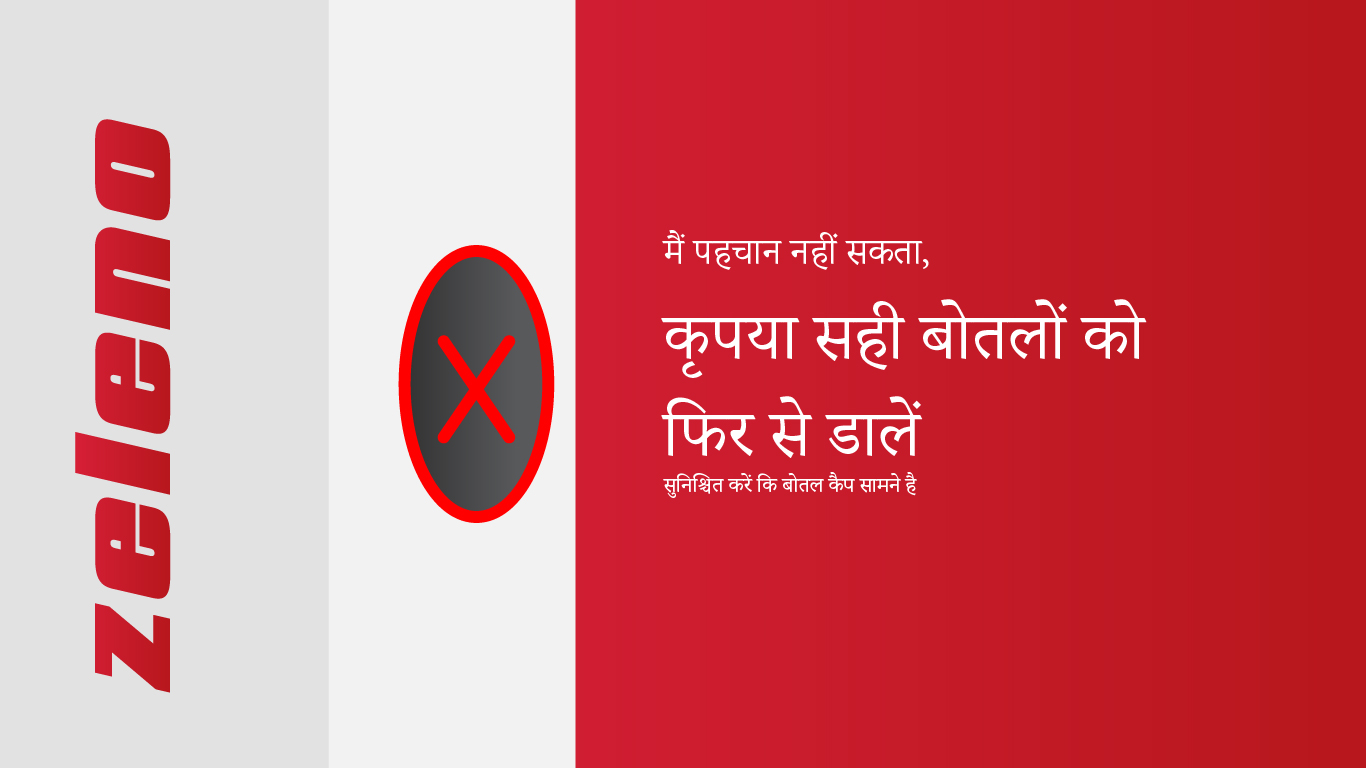 zeleno
मैं पहचान नहीं सकता,
कृपया सही बोतलों को
फिर से डालें
सुनिश्चित करें कि बोतल कैप सामने है